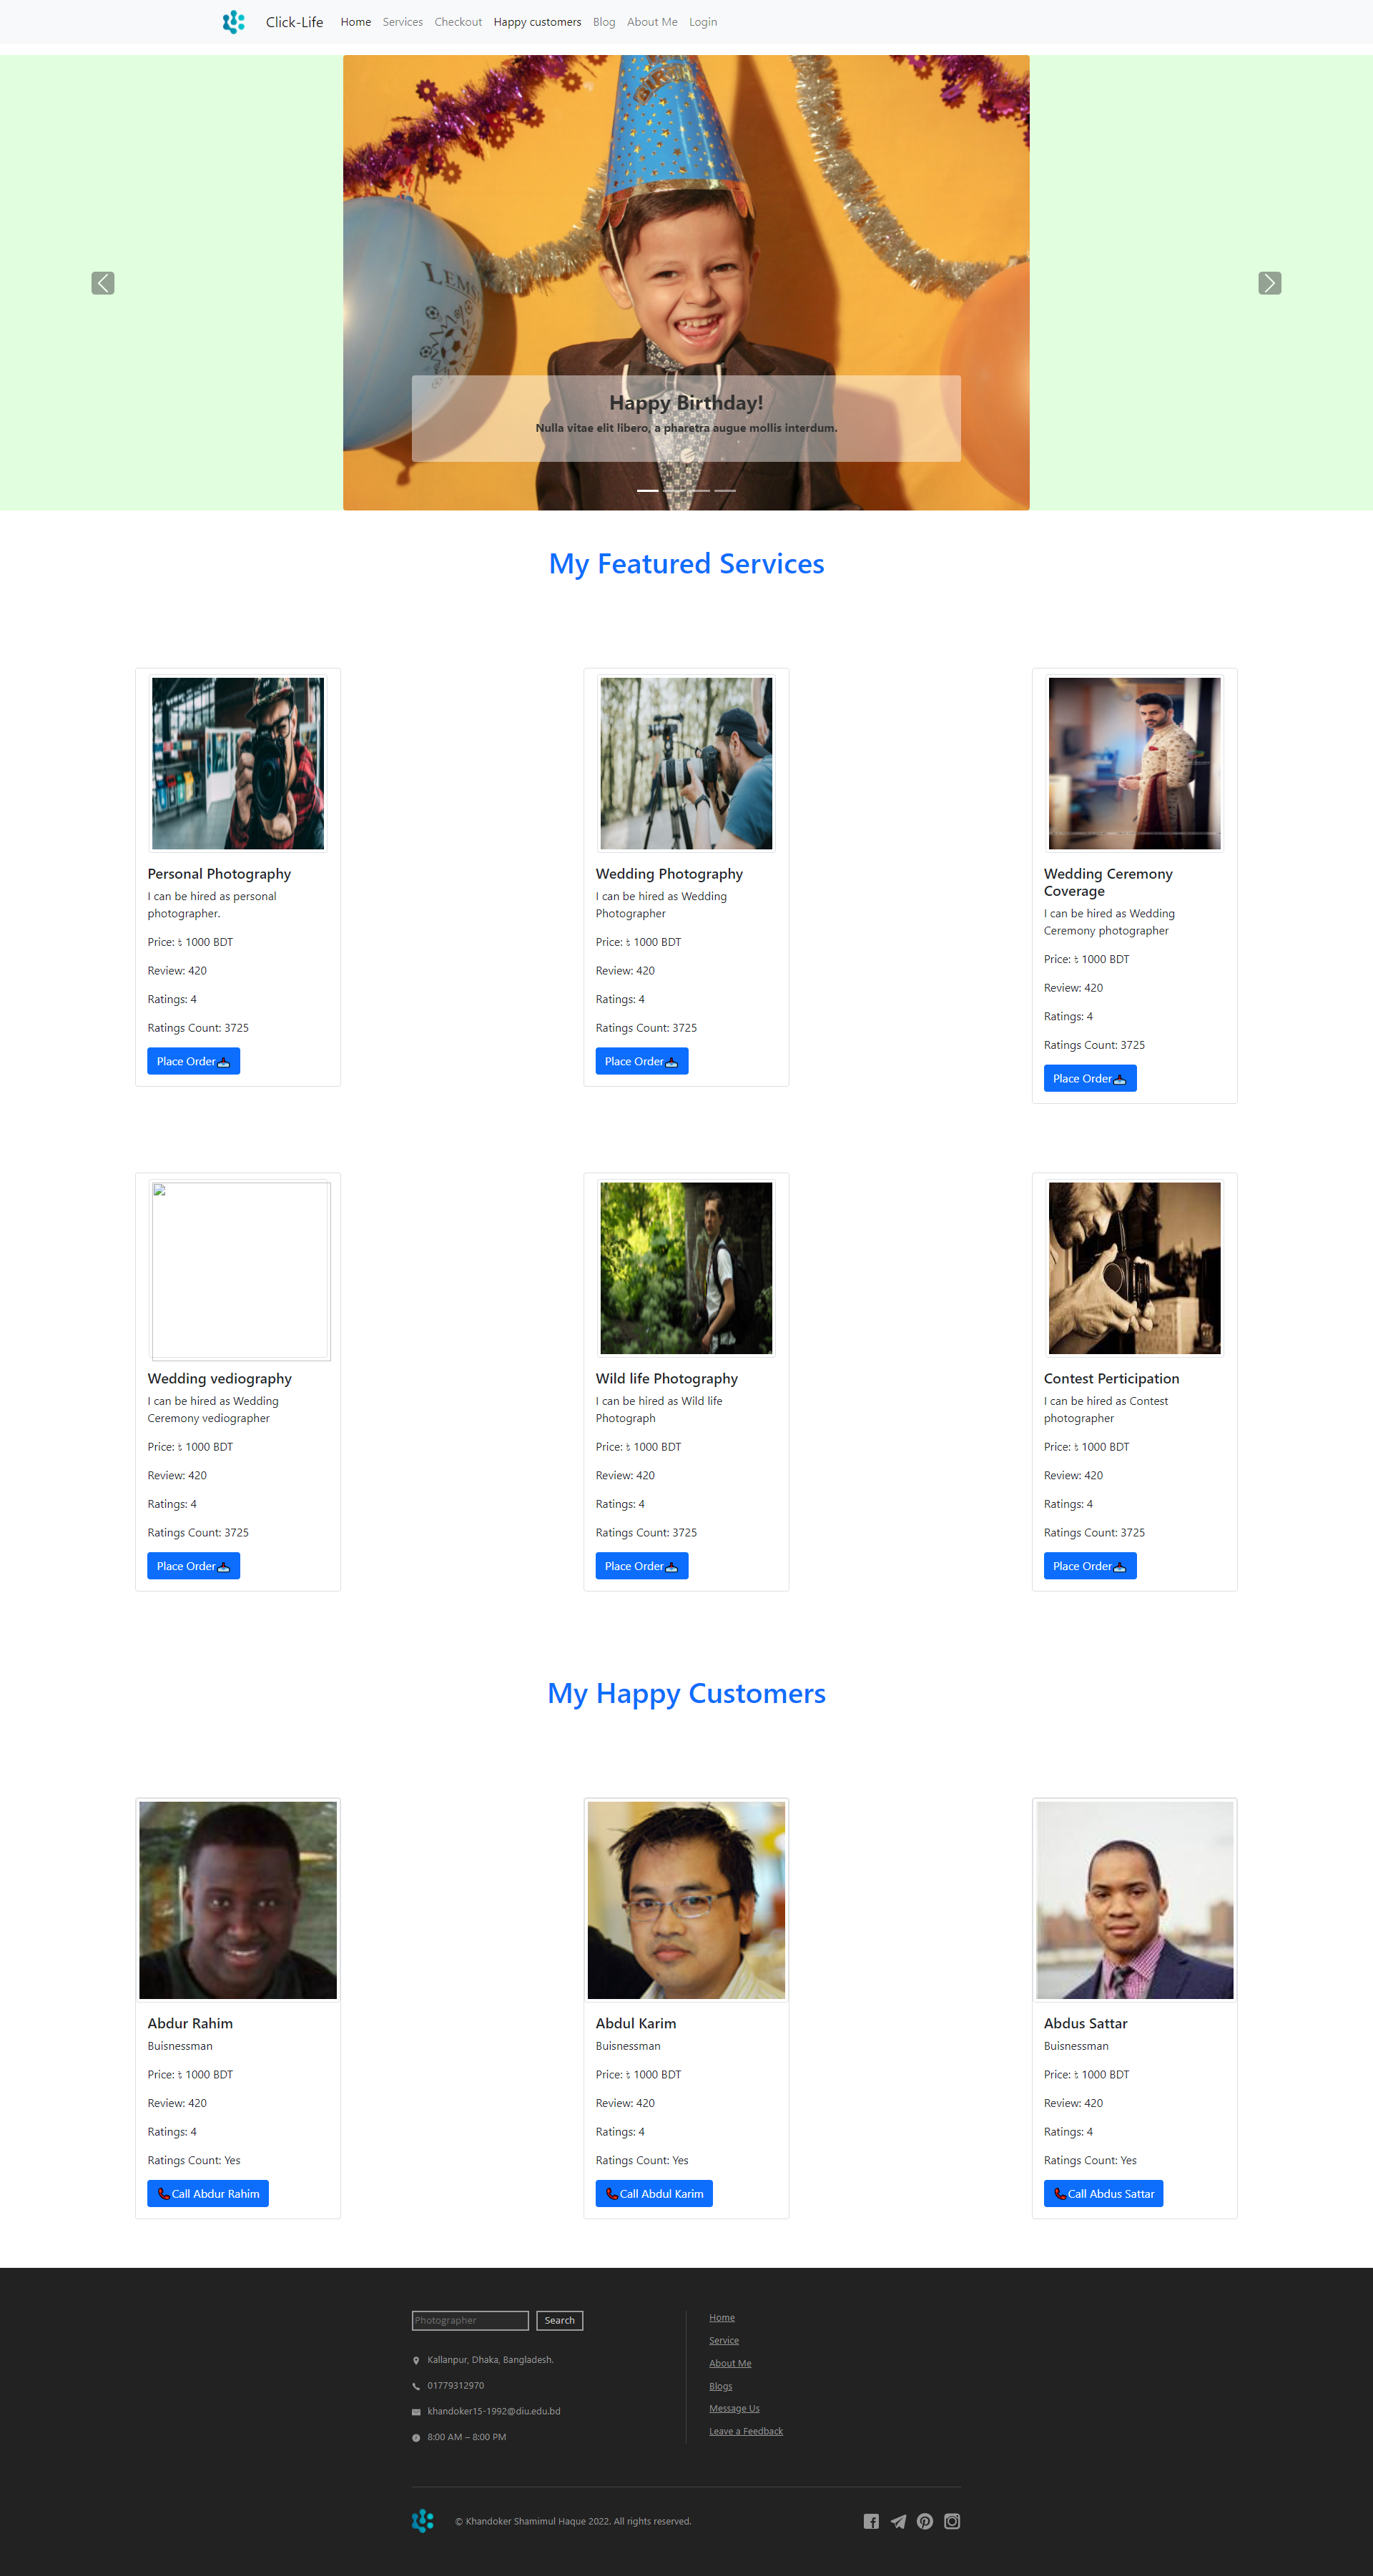 Click-Life Home Services Checkout Happy customers Blog About Me Login
BIRTH
LEMS
Happy Birthday!
Nulla vitae elit libero, a pharetra augue mollis interdum.
My Featured Services
Personal Photography
I can be hired as personal
photographer.
Price: ৳ 1000 BDT
Review: 420
Ratings: 4
Ratings Count: 3725
Place Order
Wedding Photography
I can be hired as Wedding
Photographer
Price: ৳ 1000 BDT
Review: 420
Ratings: 4
Ratings Count: 3725
Place Order
Wedding Ceremony
Coverage
I can be hired as Wedding
Ceremony photographer
Price: ৳ 1000 BDT
Review: 420
Ratings: 4
Ratings Count: 3725
Place Order
Wedding vediography
I can be hired as Wedding
Ceremony vediographer
Price: ৳ 1000 BDT
Review: 420
Ratings: 4
Ratings Count: 3725
Place Order
Wild life Photography
I can be hired as Wild life
Photograph
Price: ৳ 1000 BDT
Review: 420
Ratings: 4
Ratings Count: 3725
Place Order
Contest Perticipation
I can be hired as Contest
photographer
Price: ৳ 1000 BDT
Review: 420
Ratings: 4
Ratings Count: 3725
Place Order
My Happy Customers
Abdur Rahim
Buisnessman
Price: ৳ 1000 BDT
Review: 420
Ratings: 4
Ratings Count: Yes
Call Abdur Rahim
Abdul Karim
Buisnessman
Price: ৳ 1000 BDT
Review: 420
Ratings: 4
Ratings Count: Yes
Call Abdul Karim
Abdus Sattar
Buisnessman
Price: ৳ 1000 BDT
Review: 420
Ratings: 4
Ratings Count: Yes
Call Abdus Sattar
Photographer Search
Kallanpur, Dhaka, Bangladesh.
01779312970
khandoker15-1992@diu.edu.bd
8:00 AM – 8:00 PM
Home
Service
About Me
Blogs
Message Us
Leave a Feedback
© Khandoker Shamimul Haque 2022. All rights reserved.